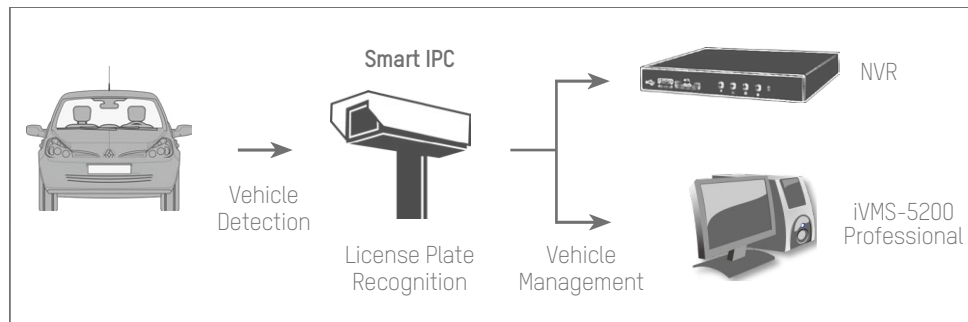 Smart IPC
NVR
Vehicle
Detection
License Plate
Recognition
Vehicle
Management
iVMS-5200
Professional